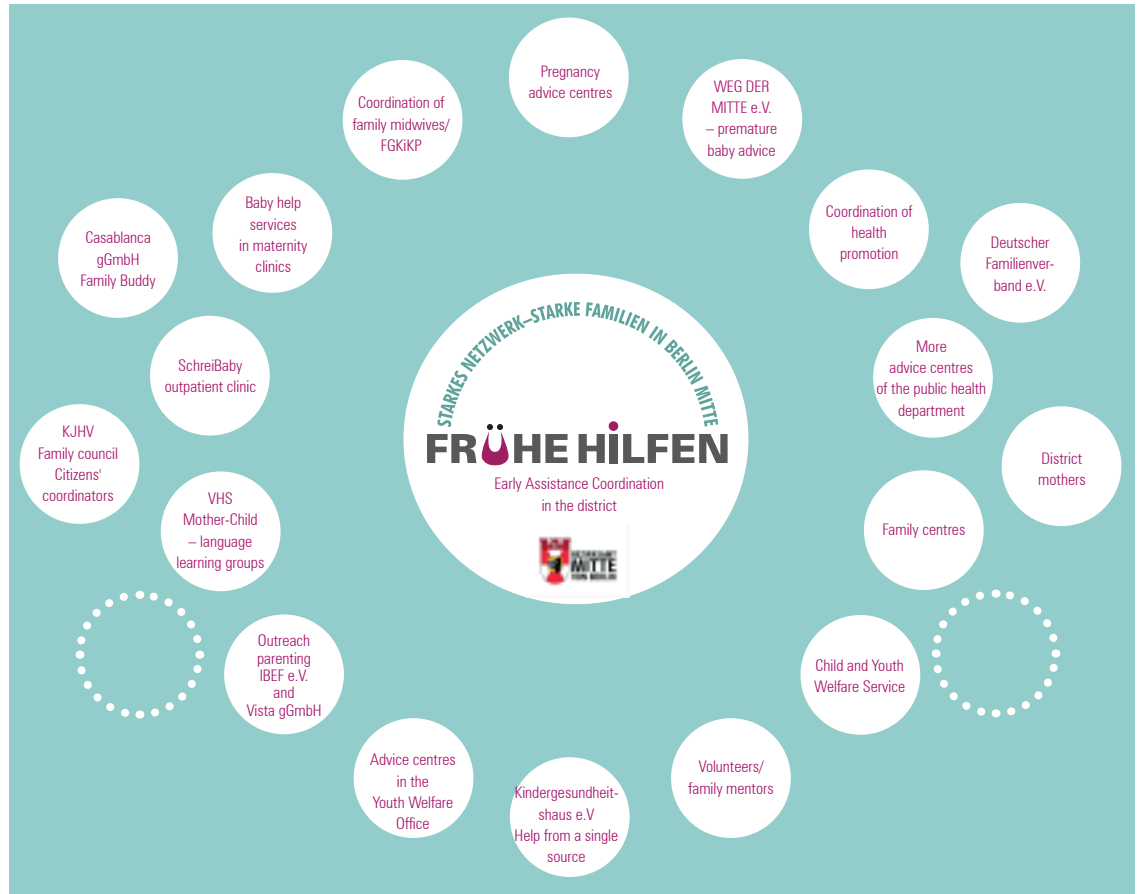 Pregnancy
advice centres
WEG DER
MITTE e.V.
– premature
baby advice
Coordination of
family midwives/
FGKiKP
Coordination of
health
promotion
Baby help
services
in maternity
clinics
Deutscher
Familienver-
band e.V.
Casablanca
gGmbH
Family Buddy
STARKES NETZWERK–STARKE FAMILIEN IN BERLIN MITTE
FRÜHE HILFEN
Early Assistance Coordination
in the district
BEZIRKSAMT
MITTE
VON BERLIN
SchreiBaby
outpatient clinic
More
advice centres
of the public health
department
KJHV
Family council
Citizens'
coordinators
District
mothers
VHS
Mother-Child
– language
learning groups
Family centres
Outreach
parenting
IBEF e.V.
and
Vista gGmbH
Child and Youth
Welfare Service
Advice centres
in the
Youth Welfare
Office
Kindergesundheit-
shaus e.V
Help from a single
source
Volunteers/
family mentors